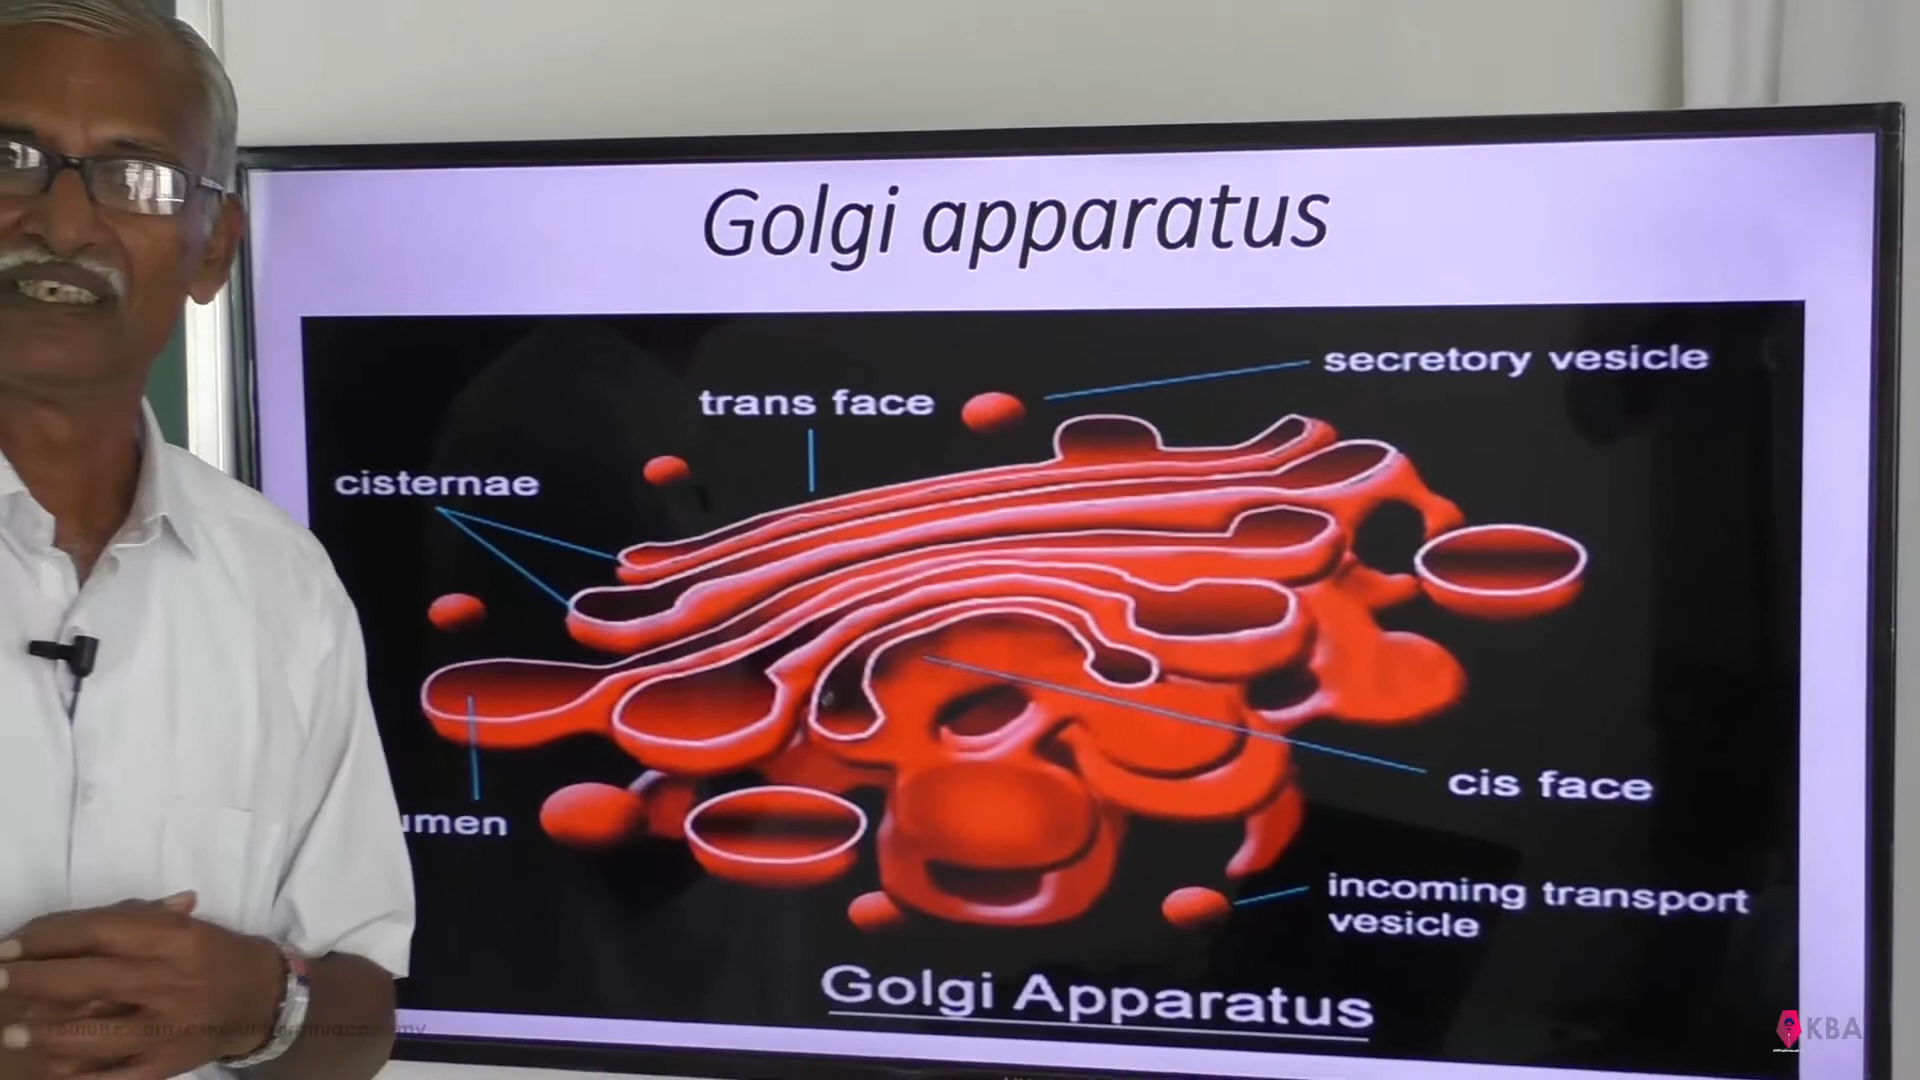 Golgi apparatus
secretory vesicle
trans face
cisternae
umen
cis face
incoming transport
vesicle
Golgi Apparatus
KBA